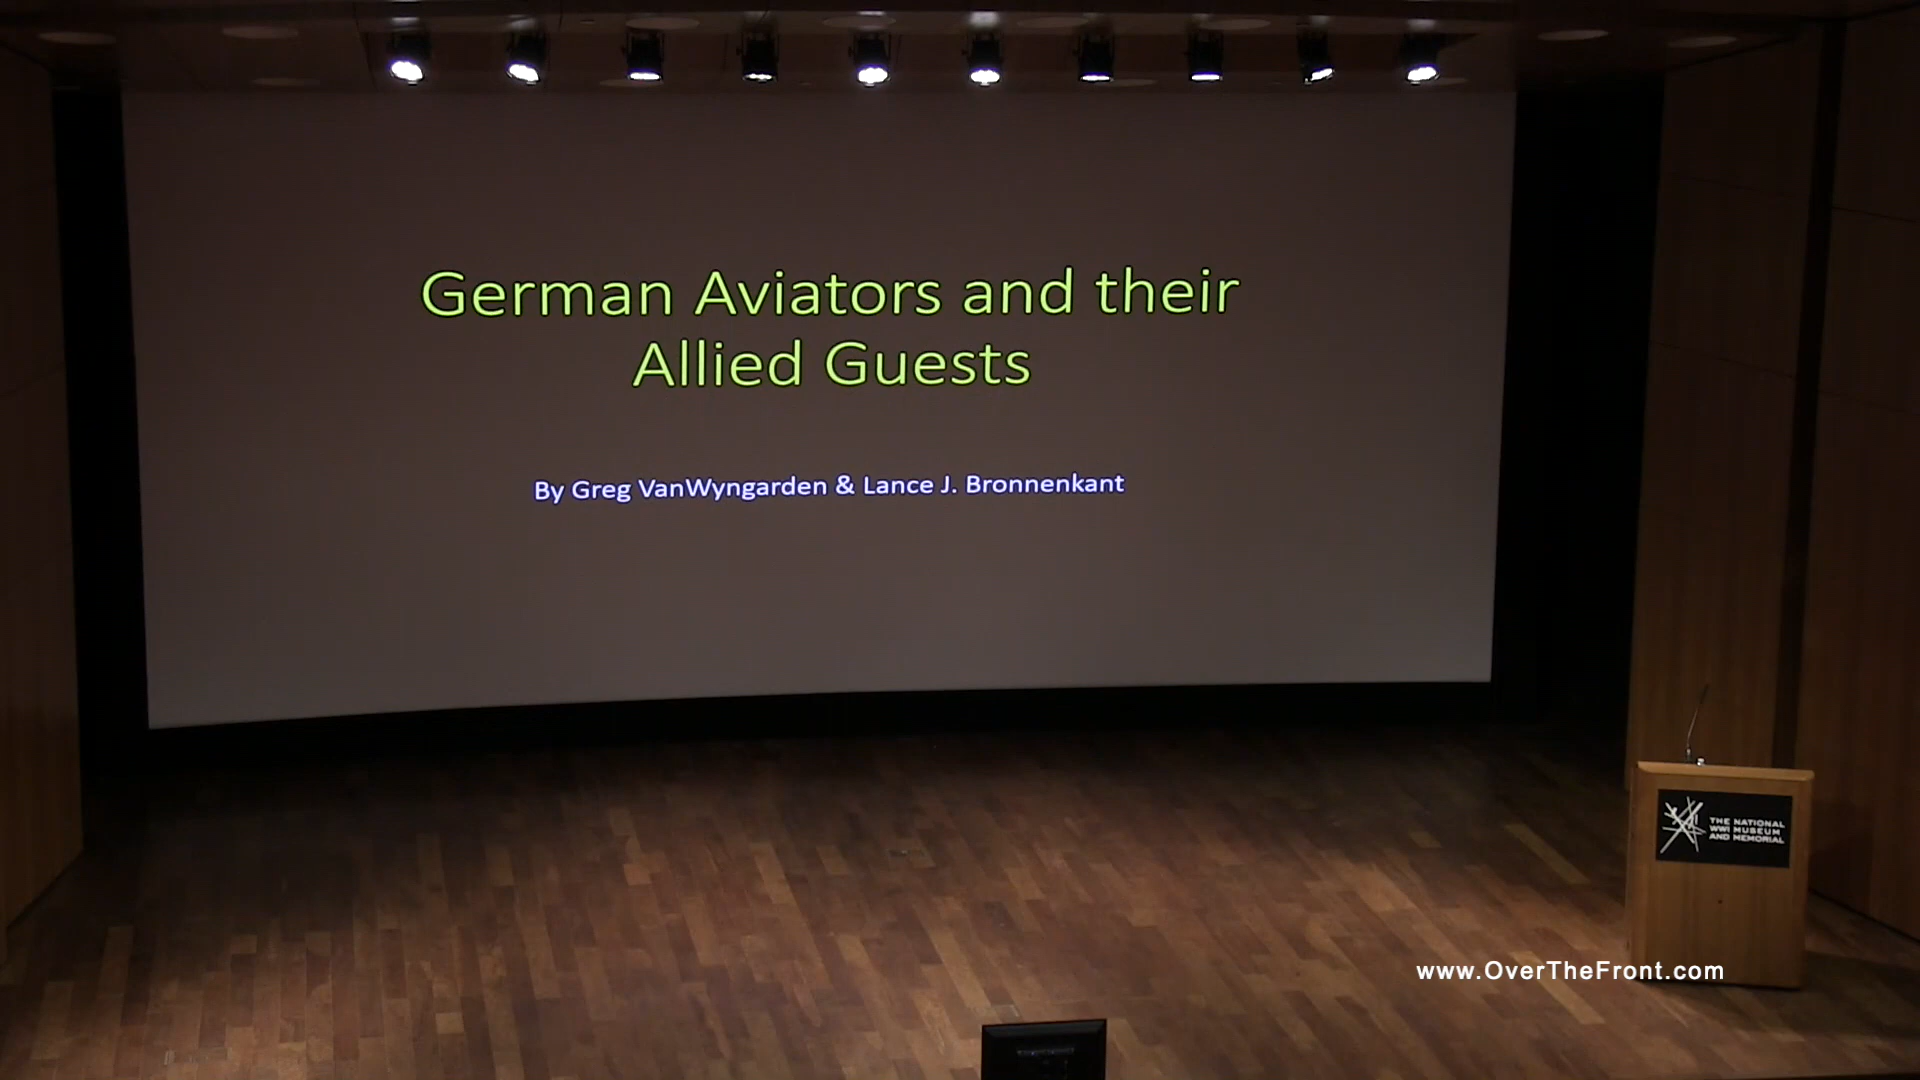 German Aviators and their
Allied Guests
By Greg VanWyngarden & Lance J. Bronnenkant
THE NATIONAL
WWI MUSEUM
AND MEMORIAL
www.OverTheFront.com